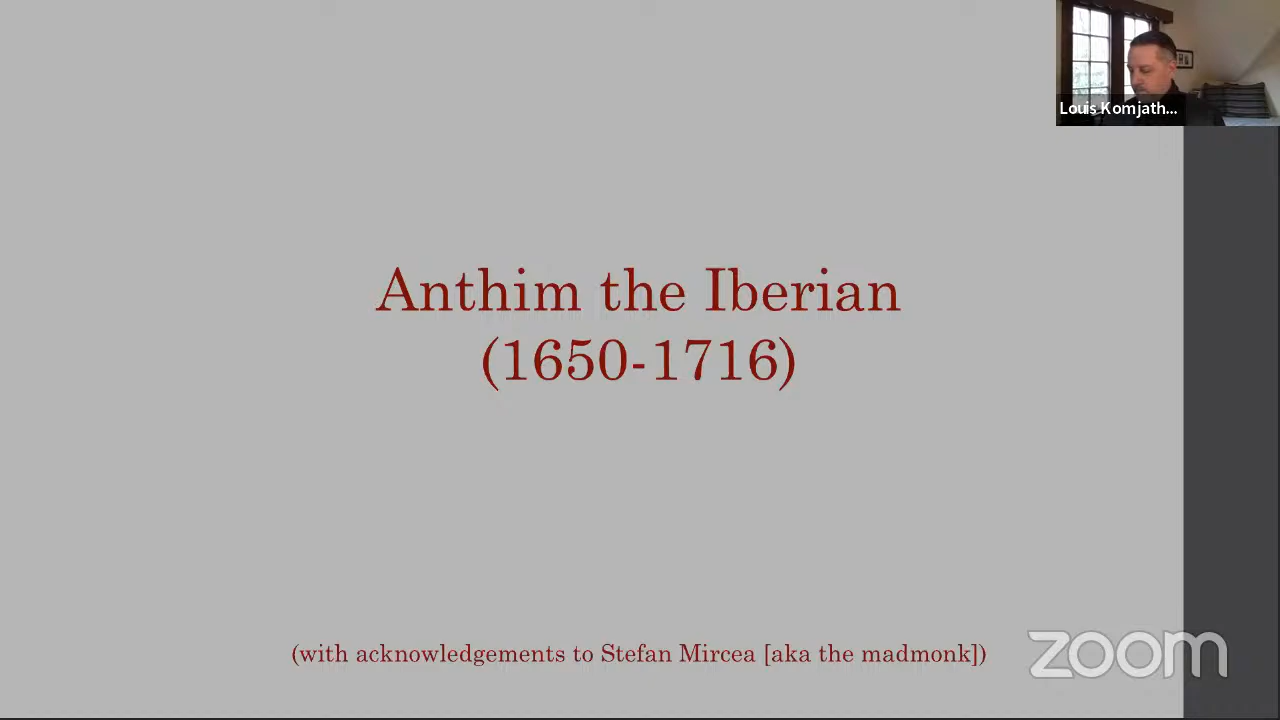 Louis Komjath...
Anthim the Iberian
(1650-1716)
(with acknowledgements to Stefan Mircea [aka the madmonk])
zoom